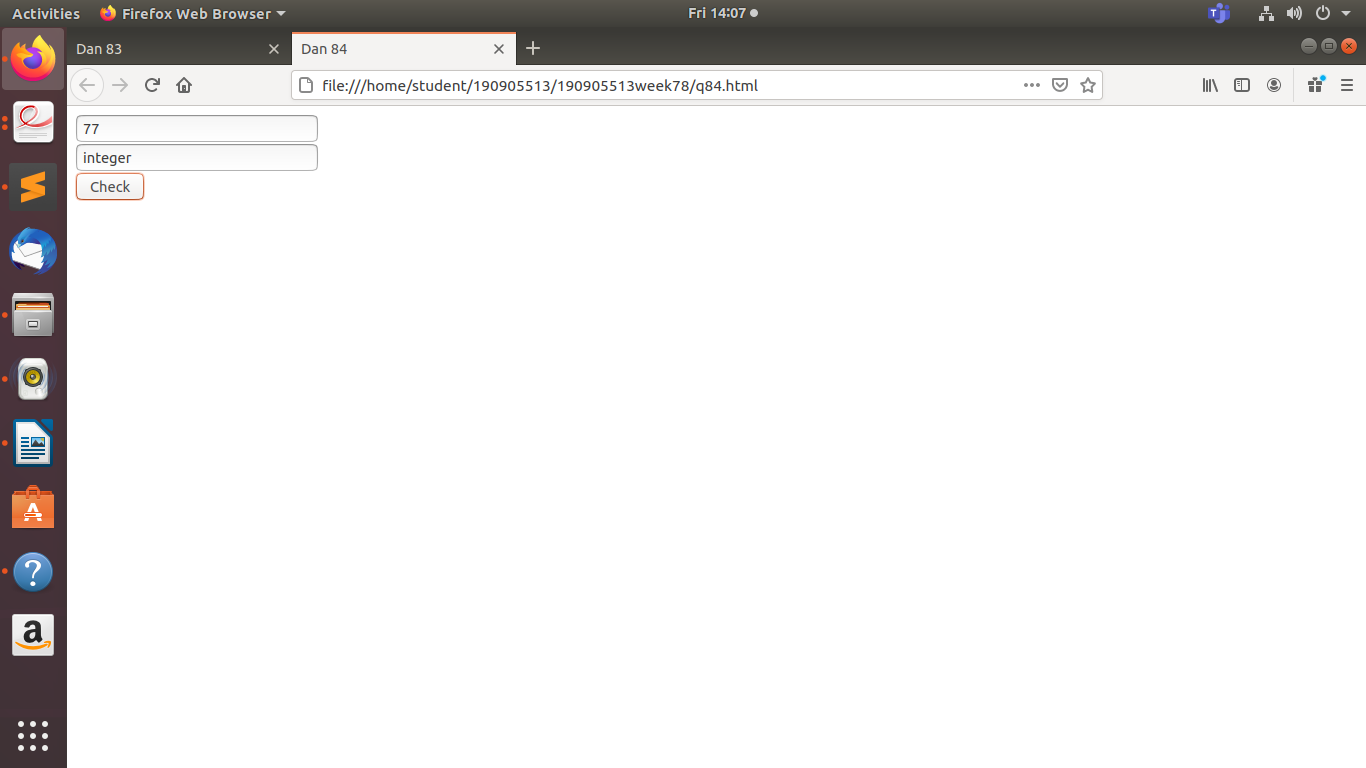 Activities Firefox Web Browser Fri 14:07
Dan 83 Dan 84
file:///home/student/190905513/190905513week78/q84.html
77
integer
Check